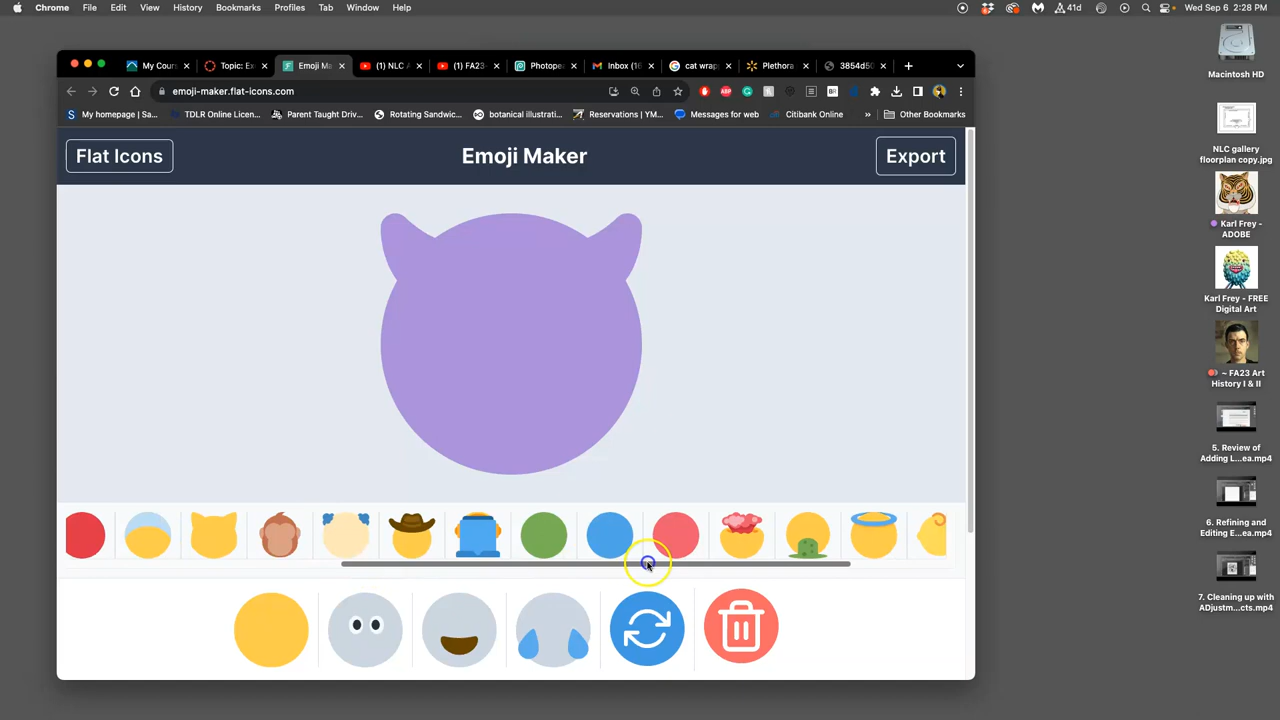 Chrome File Edit View History Bookmarks Profiles Tab Window Help
41d
Wed Sep 6 2:28 PM
My Cour
Topic: Ex
Emoji Ma
(1) NLC A
(1) FA23
Photopea
Inbox (16
cat wrap
Plethora
3854d50
emoji-maker.flat-icons.com
My homepage | Sa...
TDLR Online Licen...
Parent Taught Driv...
Rotating Sandwic...
botanical illustrati...
Reservations | YM...
Messages for web
Citibank Online
»
Other Bookmarks
Flat Icons
Emoji Maker
Export
Macintosh HD
NLC gallery
floorplan copy.jpg
Karl Frey -
ADOBE
Karl Frey - FREE
Digital Art
~ FA23 Art
History I & II
5. Review of
Adding L...ea.mp4
6. Refining and
Editing E...ea.mp4
7. Cleaning up with
ADjustm...cts.mp4